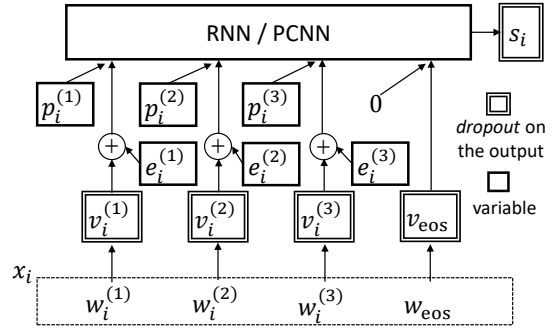 RNN / PCNN
s_i
p_i^(1) p_i^(2) p_i^(3) 0
dropout on
the output
+ + +
e_i^(1) e_i^(2) e_i^(3)
variable
v_i^(1) v_i^(2) v_i^(3) v_eos
x_i
w_i^(1) w_i^(2) w_i^(3) w_eos